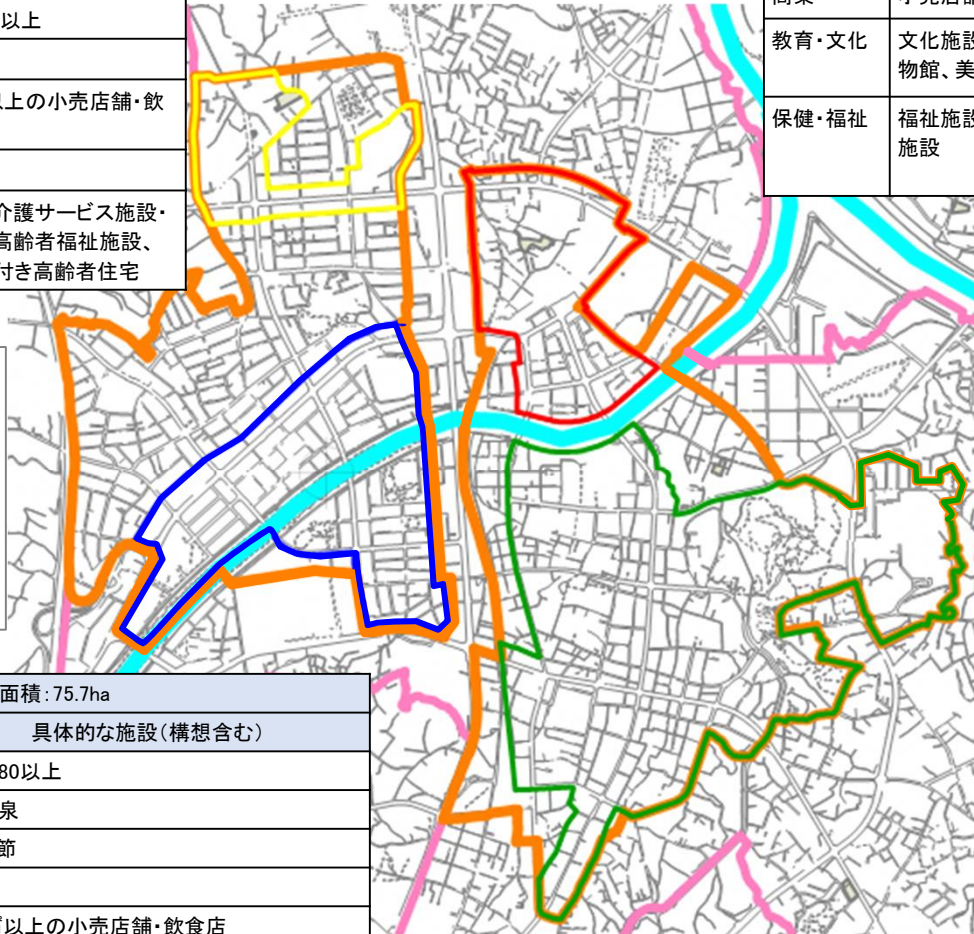 以上
以上の小売店舗・飲
介護サービス施設・
高齢者福祉施設、
付き高齢者住宅
小売店舗
教育・文化
文化施設
物館、美
保健・福祉
福祉施設
施設
面積:75.7ha
具体的な施設(構想含む)
80以上
泉
節
以上の小売店舗・飲食店